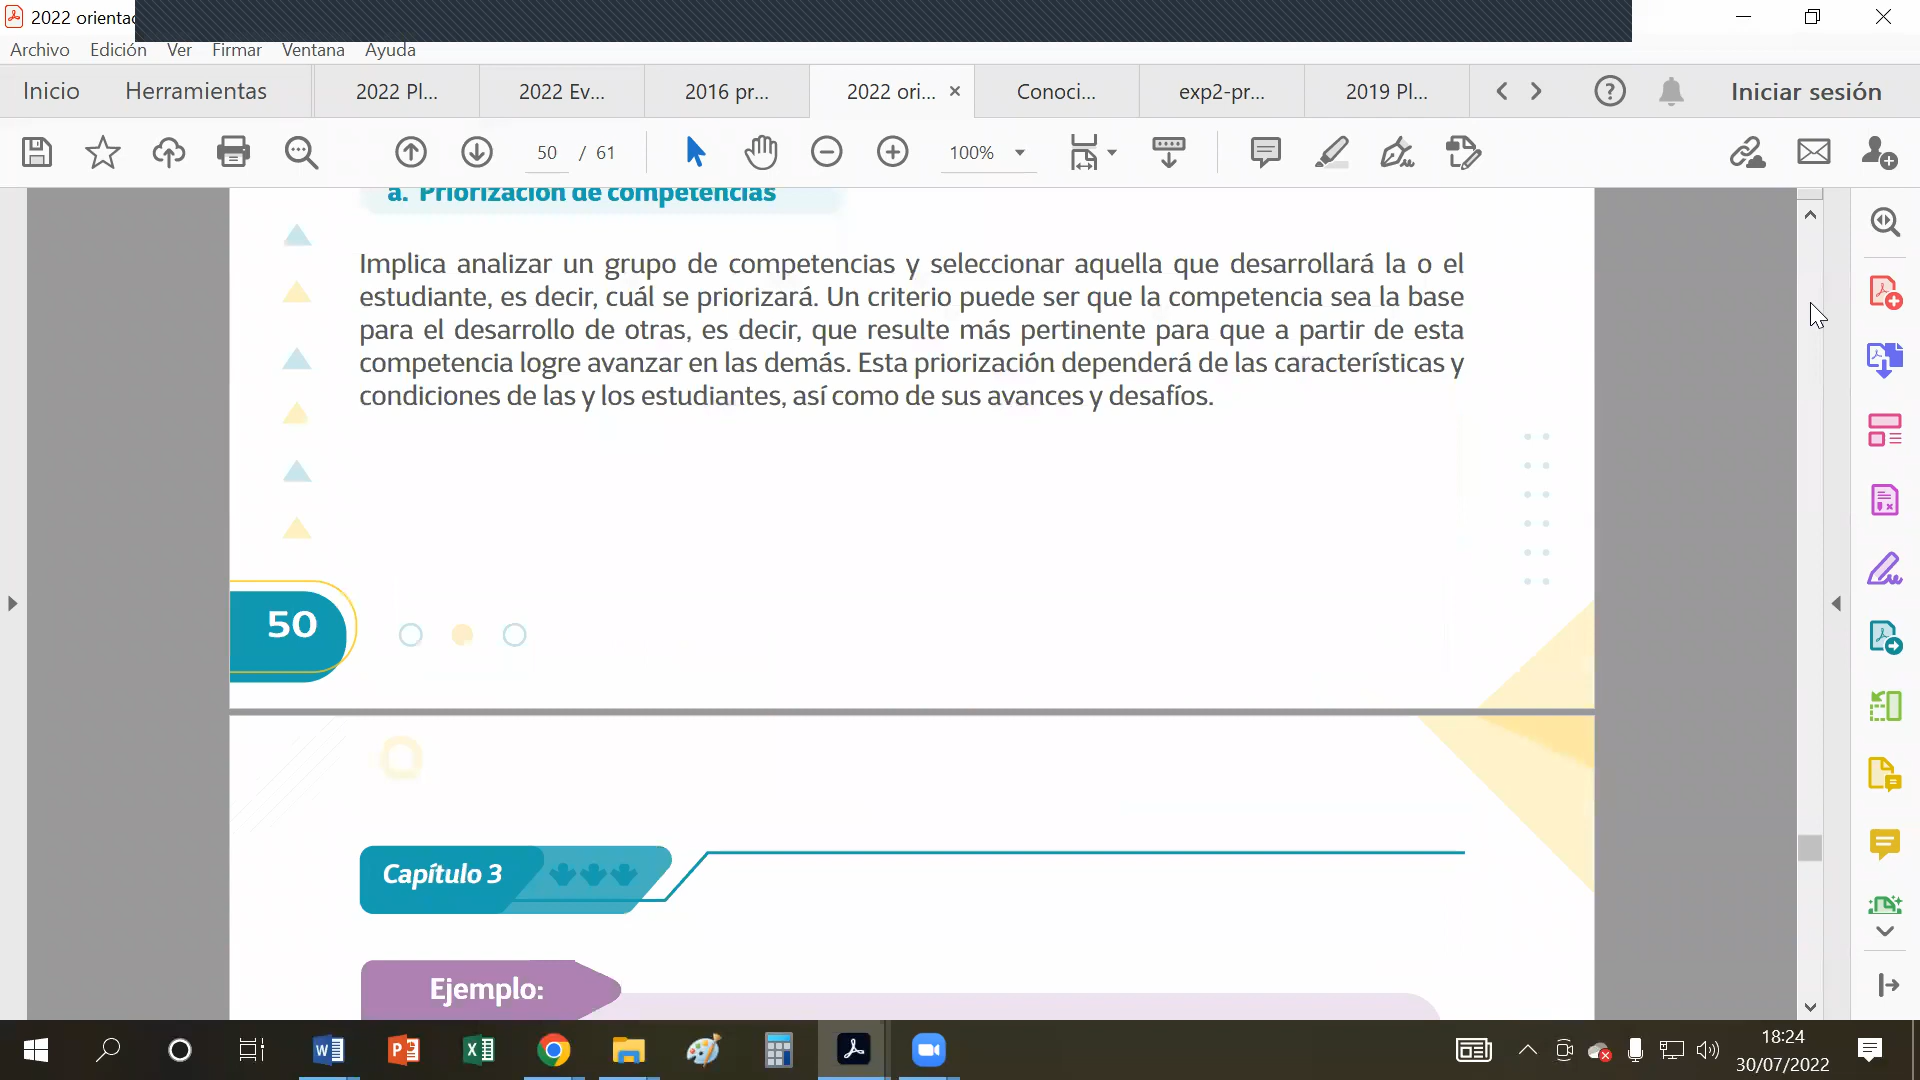 2022 orientac
Archivo Edición Ver Firmar Ventana Ayuda
Inicio Herramientas 2022 Pl... 2022 Ev... 2016 pr... 2022 ori... Conoci... exp2-pr... 2019 Pl... Iniciar sesión
50 / 61 100%
a. Priorización de competencias
Implica analizar un grupo de competencias y seleccionar aquella que desarrollará la o el
estudiante, es decir, cuál se priorizará. Un criterio puede ser que la competencia sea la base
para el desarrollo de otras, es decir, que resulte más pertinente para que a partir de esta
competencia logre avanzar en las demás. Esta priorización dependerá de las características y
condiciones de las y los estudiantes, así como de sus avances y desafíos.
50
Capítulo 3
Ejemplo:
18:24
30/07/2022